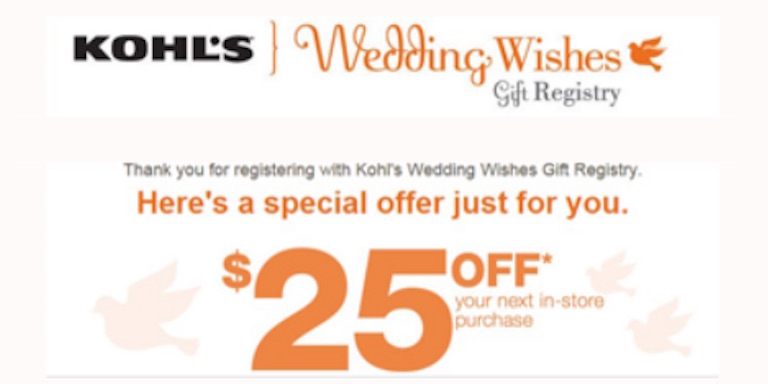 KOHL'S Wedding Wishes
Gift Registry
Thank you for registering with Kohl's Wedding Wishes Gift Registry.
Here's a special offer just for you.
$25 OFF*
your next in-store
purchase